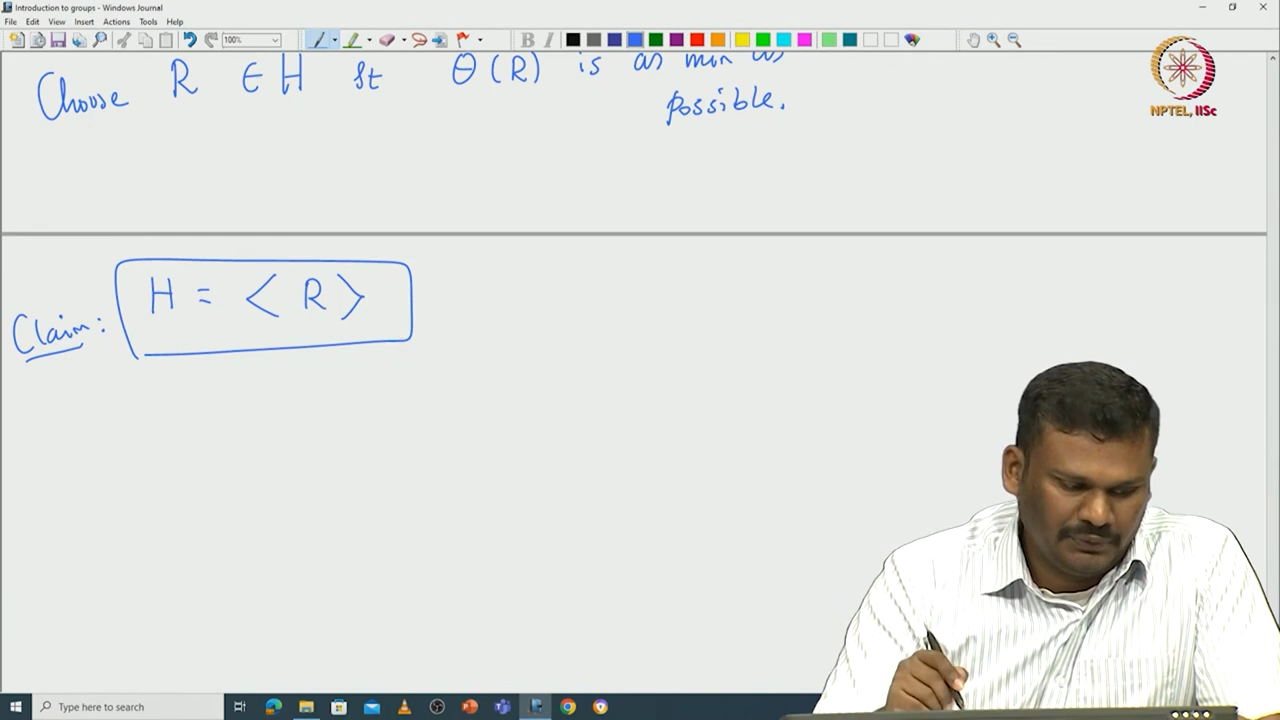 Introduction to groups - Windows Journal
File Edit View Insert Actions Tools Help
100%
B I
Choose R ∈ H st θ(R) is as min as
possible.
NPTEL, IISc
Claim: H = < R >
Type here to search